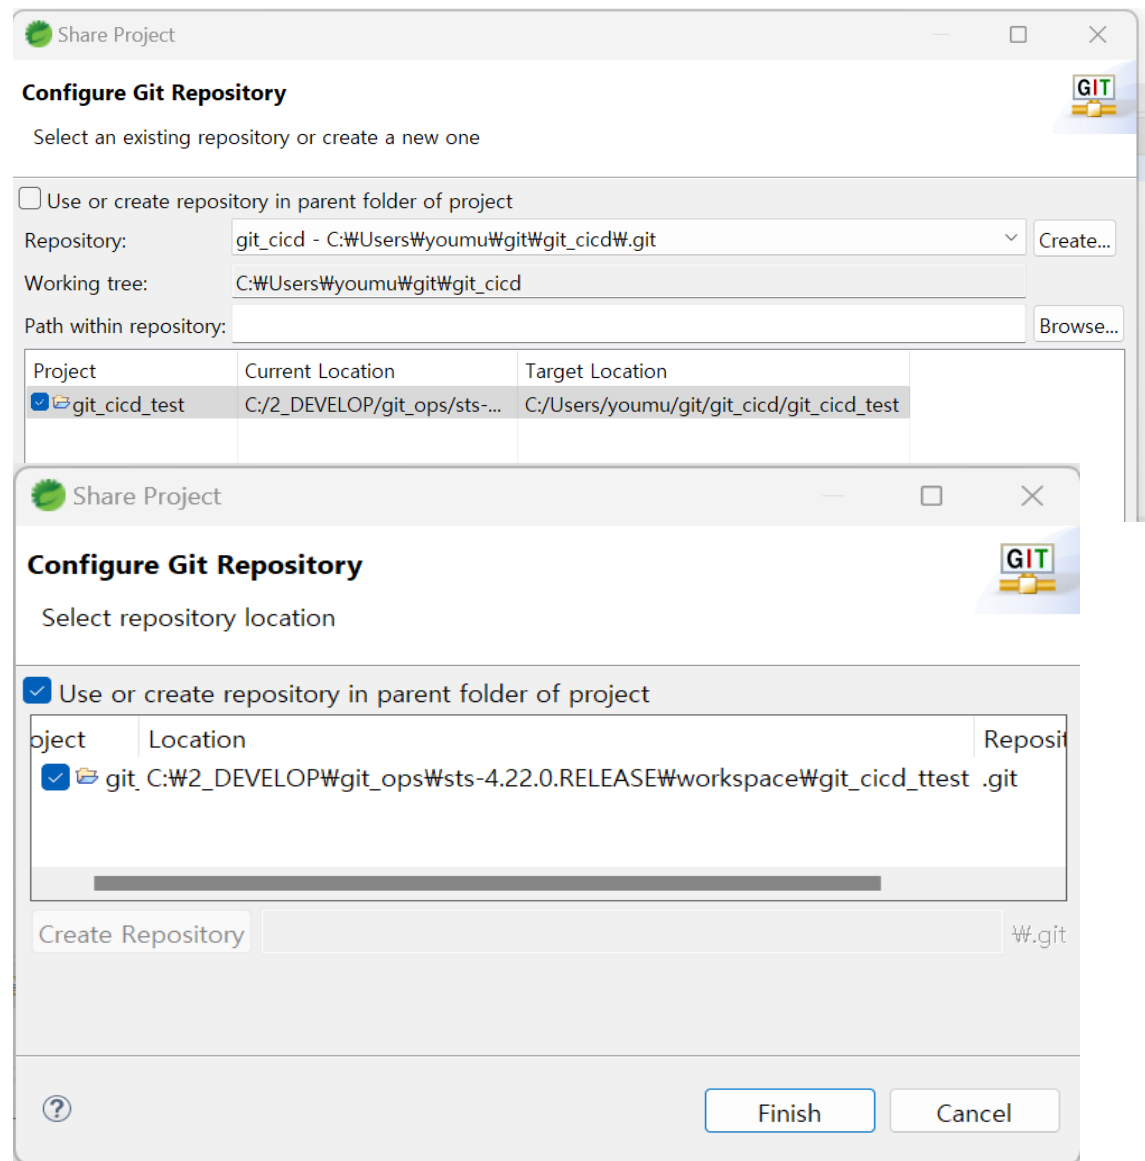 Share Project
Configure Git Repository
GIT
Select an existing repository or create a new one
Use or create repository in parent folder of project
Repository: git_cicd - C:₩Users₩youmu₩git₩git_cicd₩.git Create...
Working tree: C:₩Users₩youmu₩git₩git_cicd
Path within repository: Browse...
Project Current Location Target Location
git_cicd_test C:/2_DEVELOP/git_ops/sts-... C:/Users/youmu/git/git_cicd/git_cicd_test
Share Project
Configure Git Repository
GIT
Select repository location
Use or create repository in parent folder of project
oject Location Reposit
git_ C:₩2_DEVELOP₩git_ops₩sts-4.22.0.RELEASE₩workspace₩git_cicd_ttest .git
Create Repository ₩.git
? Finish Cancel